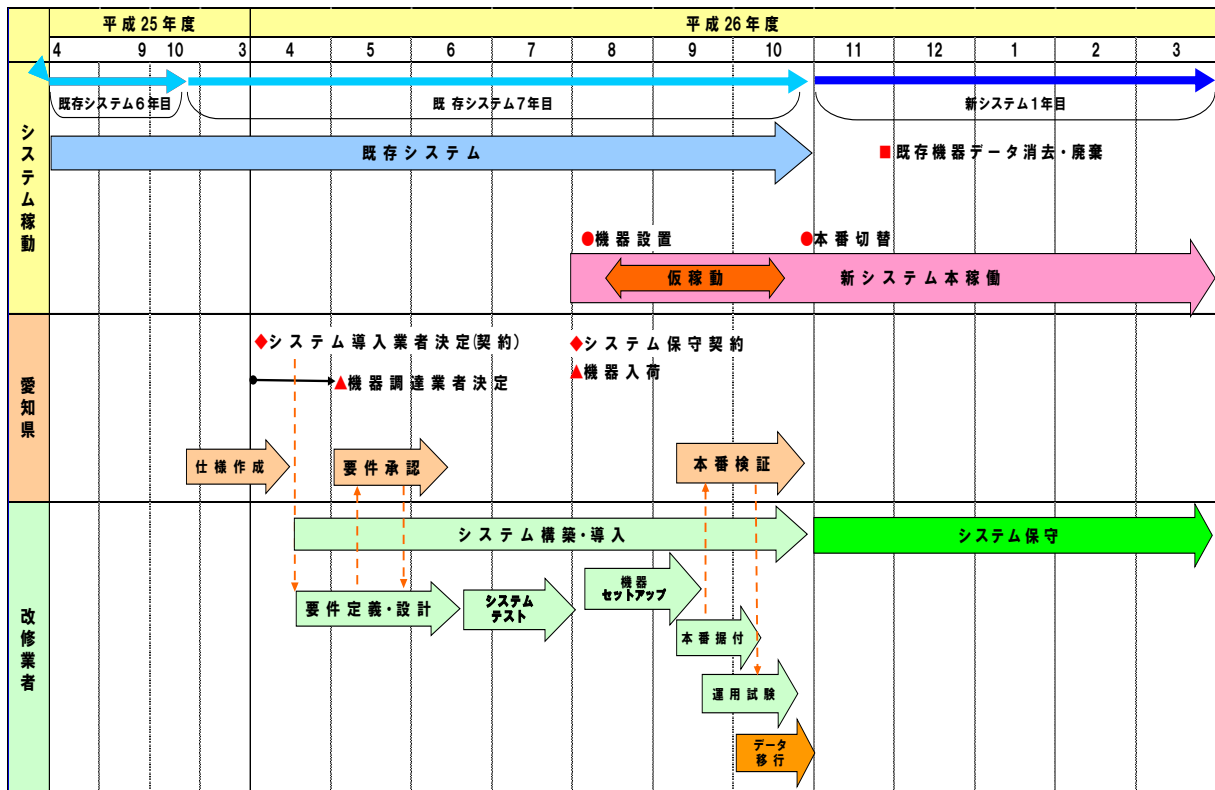 平成25年度
平成26年度
4 9 10 3 4 5 6 7 8 9 10 11 12 1 2 3
システム稼動
既存システム6年目
既存システム7年目
新システム1年目
既存システム
■既存機器データ消去・廃棄
●機器設置
●本番切替
仮稼動
新システム本稼働
愛知県
◆システム導入業者決定(契約)
◆システム保守契約
▲機器調達業者決定
▲機器入荷
仕様作成
要件承認
本番検証
改修業者
システム構築・導入
システム保守
要件定義・設計
システム
テスト
機器
セットアップ
本番据付
運用試験
データ
移行